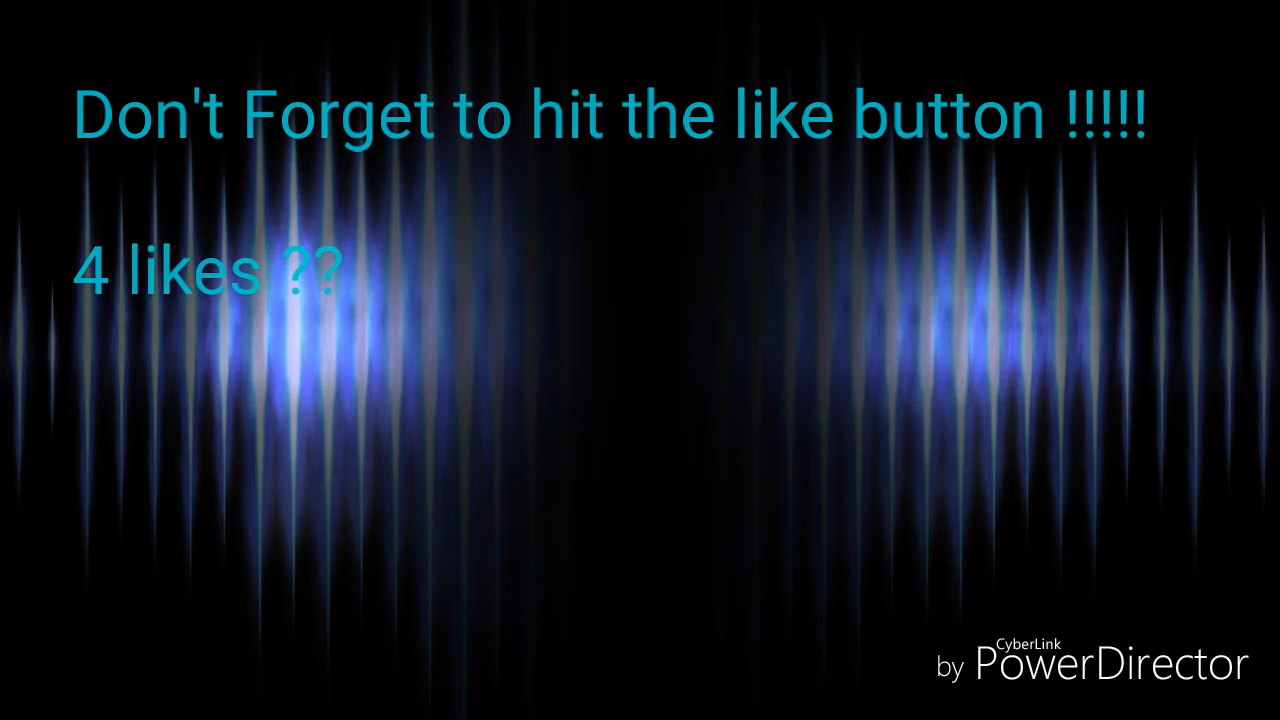 Don't Forget to hit the like button !!!!!
4 likes ??
CyberLink
by PowerDirector